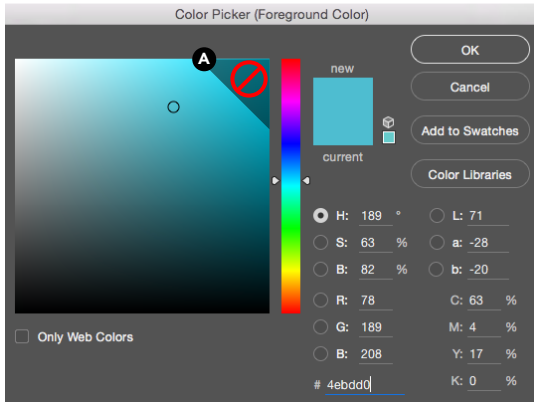 Color Picker (Foreground Color)
A
new
current
OK
Cancel
Add to Swatches
Color Libraries
H: 189 °
S: 63 %
B: 82 %
R: 78
G: 189
B: 208
# 4ebdd0
L: 71
a: -28
b: -20
C: 63 %
M: 4 %
Y: 17 %
K: 0 %
Only Web Colors